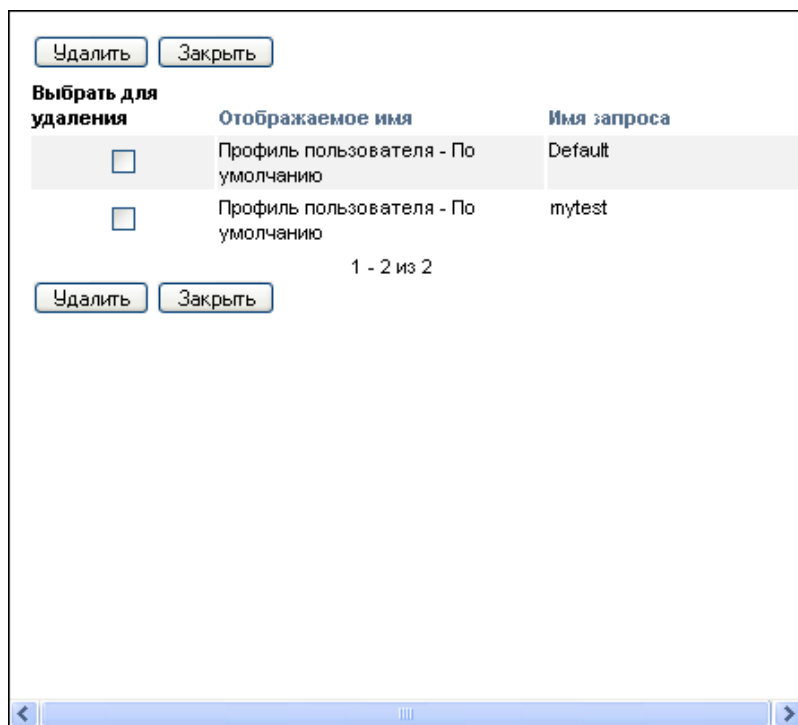 Удалить Закрыть
Выбрать для
удаления Отображаемое имя Имя запроса
Профиль пользователя - По Default
умолчанию
Профиль пользователя - По mytest
умолчанию
1 - 2 из 2
Удалить Закрыть